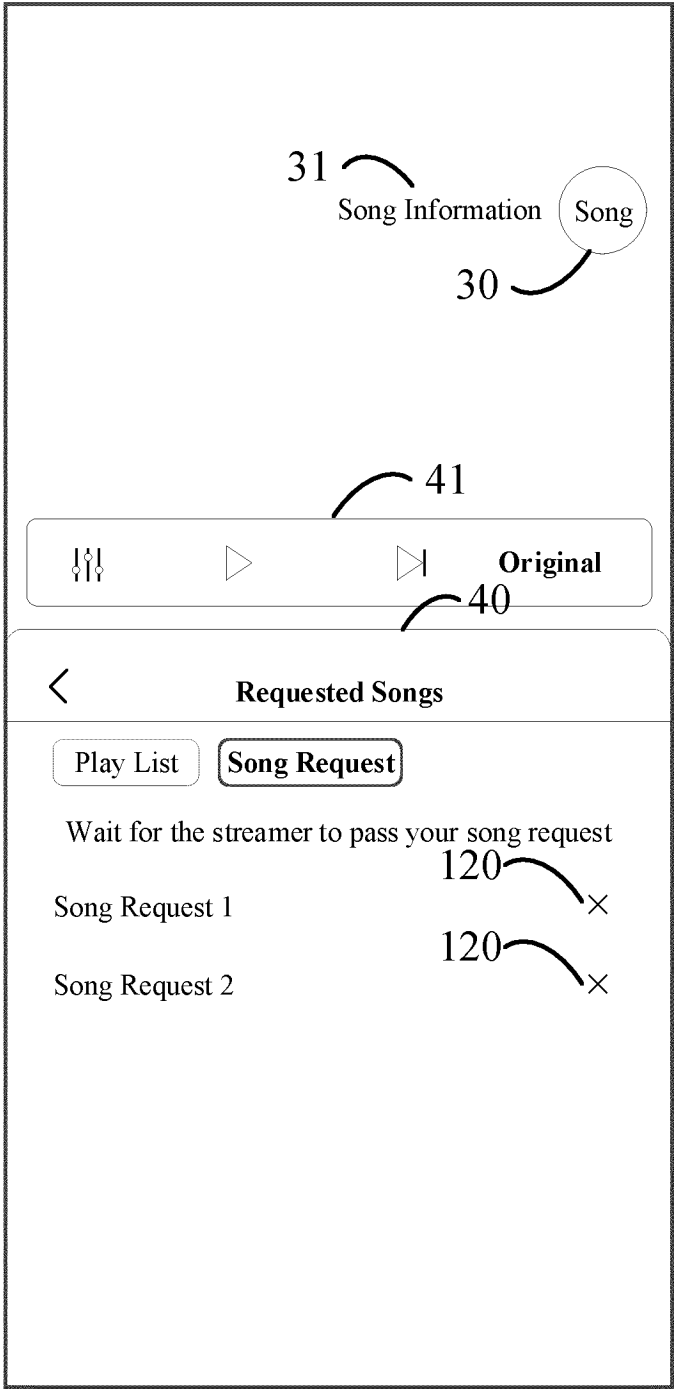 31
Song Information
Song
30
41
Original
40
Requested Songs
Play List
Song Request
Wait for the streamer to pass your song request
120
Song Request 1
120
Song Request 2